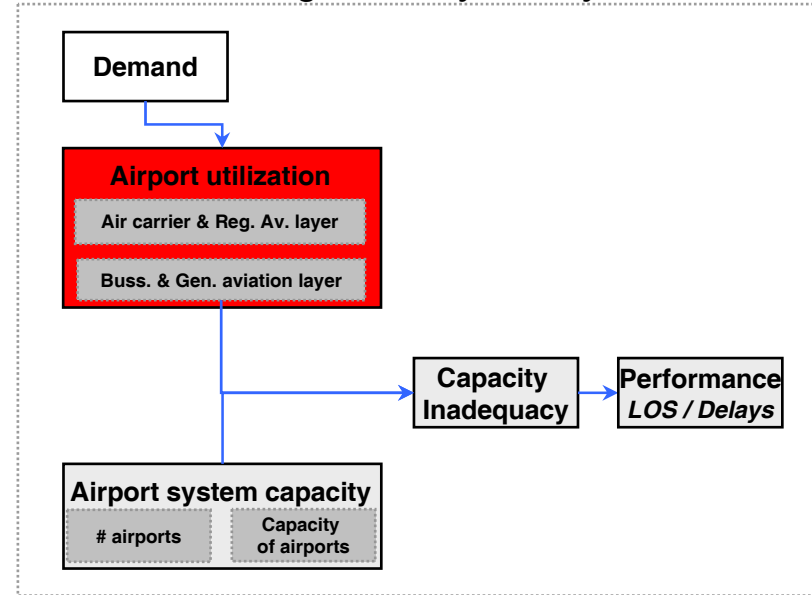 Demand
Airport utilization
Air carrier & Reg. Av. layer
Buss. & Gen. aviation layer
Capacity
Inadequacy
Performance
LOS / Delays
Airport system capacity
# airports
Capacity
of airports